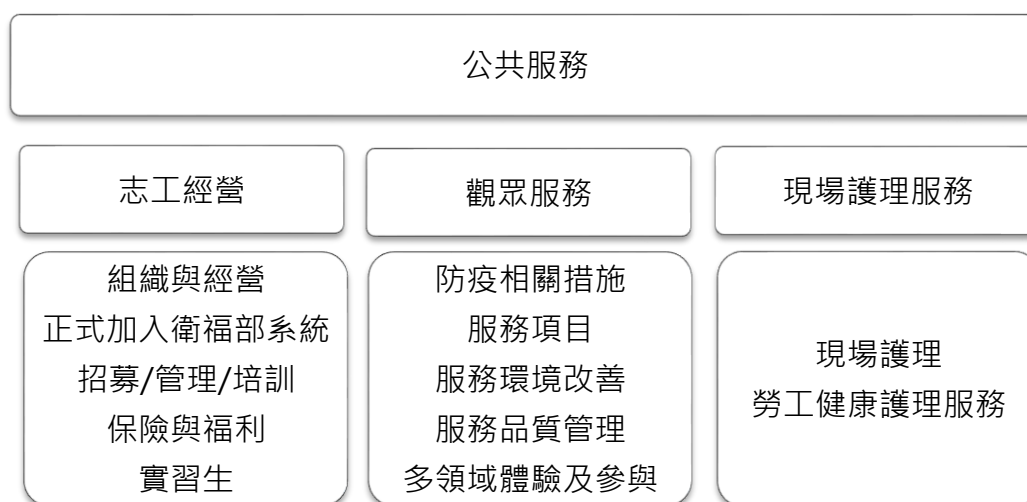 公共服務
志工經營
觀眾服務
現場護理服務
組織與經營
正式加入衛福部系統
招募/管理/培訓
保險與福利
實習生
防疫相關措施
服務項目
服務環境改善
服務品質管理
多領域體驗及參與
現場護理
勞工健康護理服務